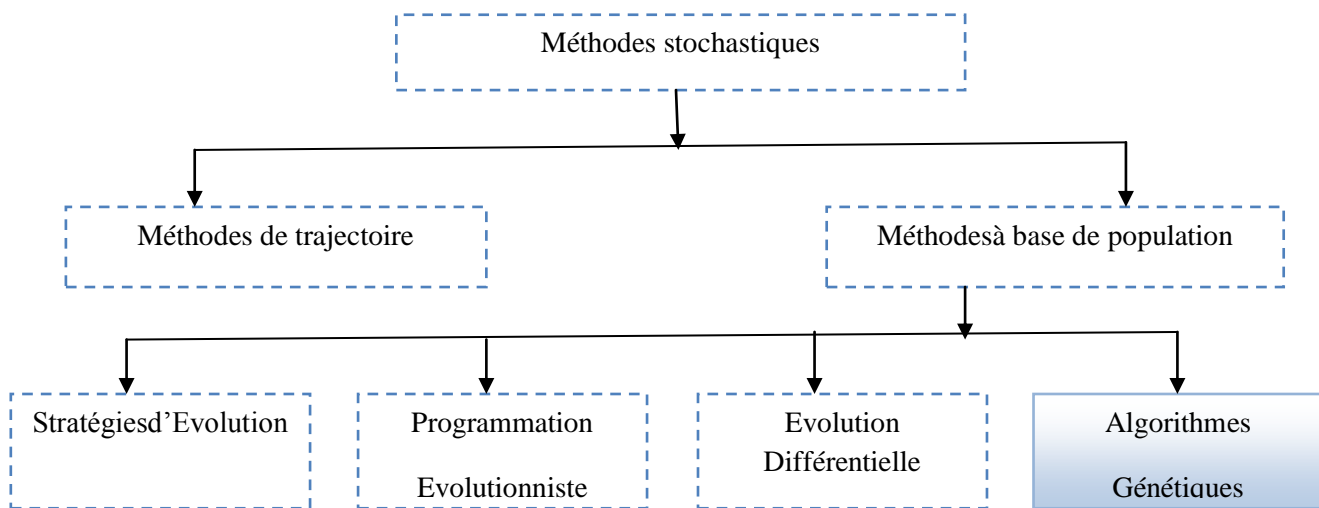 Méthodes stochastiques
Méthodes de trajectoire
Méthodesà base de population
Stratégiesd’Evolution
Programmation
Evolutionniste
Evolution
Différentielle
Algorithmes
Génétiques